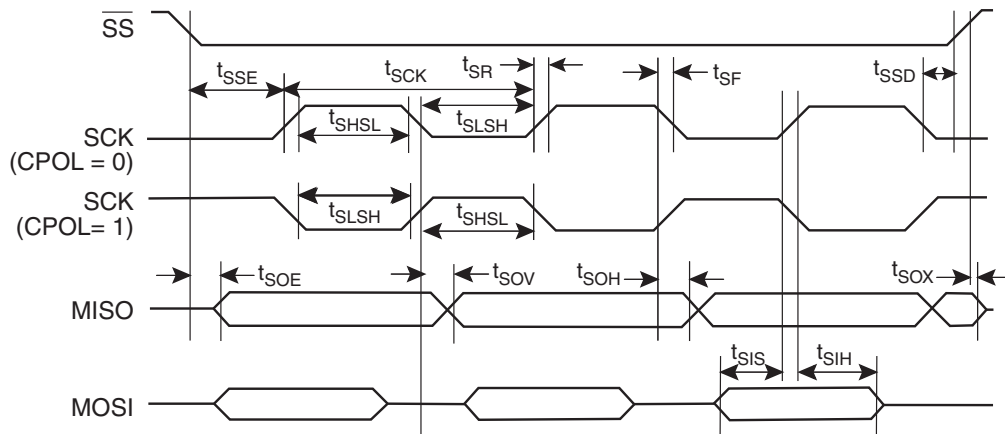 SS
tSSE
tSCK
tSR
tSF
tSSD
SCK
(CPOL = 0)
tSHSL
tSLSH
SCK
(CPOL= 1)
tSLSH
tSHSL
MISO
tSOE
tSOV
tSOH
tSOX
MOSI
tSIS
tSIH